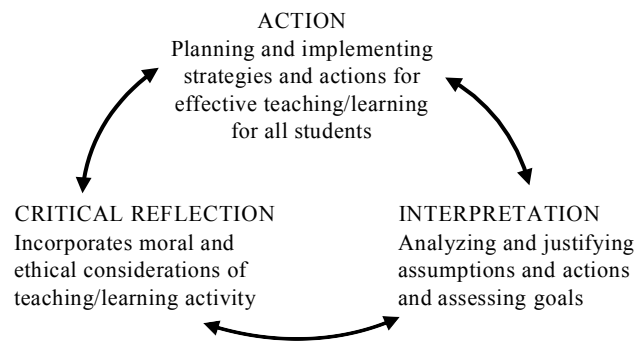 ACTION
Planning and implementing
strategies and actions for
effective teaching/learning
for all students
CRITICAL REFLECTION
Incorporates moral and
ethical considerations of
teaching/learning activity
INTERPRETATION
Analyzing and justifying
assumptions and actions
and assessing goals